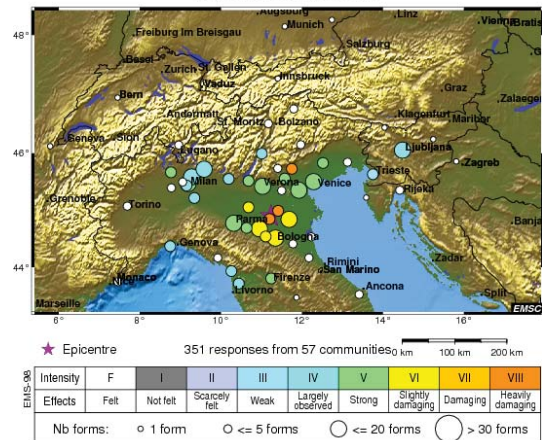 Augsburg
Linz
48°
Munich
Vienna
Bratis
Freiburg Im Breisgau
Salzburg
Basel
Zurich
St. Gallen
Vaduz
Innsbruck
Graz
Bern
Zalaeger
Andermatt
St. Moritz
Bolzano
Klagenfurt
Maribor
Geneva
Sion
Lugano
Ljubljana
46°
Zagreb
Grenoble
Milan
Verona
Venice
Trieste
Rijeka
Torino
Banja
Parma
Bologna
Genova
Rimini
44°
Monaco
Nice
Firenze
San Marino
Zadar
Marseille
Livorno
Ancona
Split
EMSC
6° 8° 10° 12° 14° 16° 18°
Epicentre 351 responses from 57 communities 0 km 100 km 200 km
EMS-98
Intensity F I II III IV V VI VII VIII
Effects Felt Not felt Scarcely felt Weak Largely observed Strong Slightly damaging Damaging Heavily damaging
Nb forms: 1 form <= 5 forms <= 20 forms > 30 forms